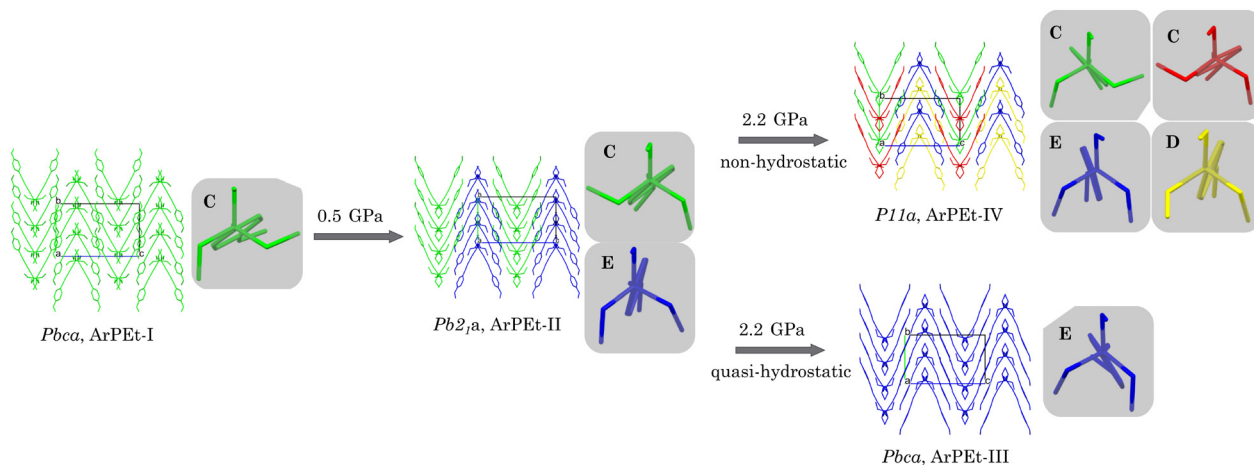 C
C
2.2 GPa
b
non-hydrostatic
a
c
E
D
C
P11a, ArPEt-IV
C
0.5 GPa
b
a
c
E
Pbca, ArPEt-I
Pb2₁a, ArPEt-II
2.2 GPa
quasi-hydrostatic
b
a
c
E
Pbca, ArPEt-III